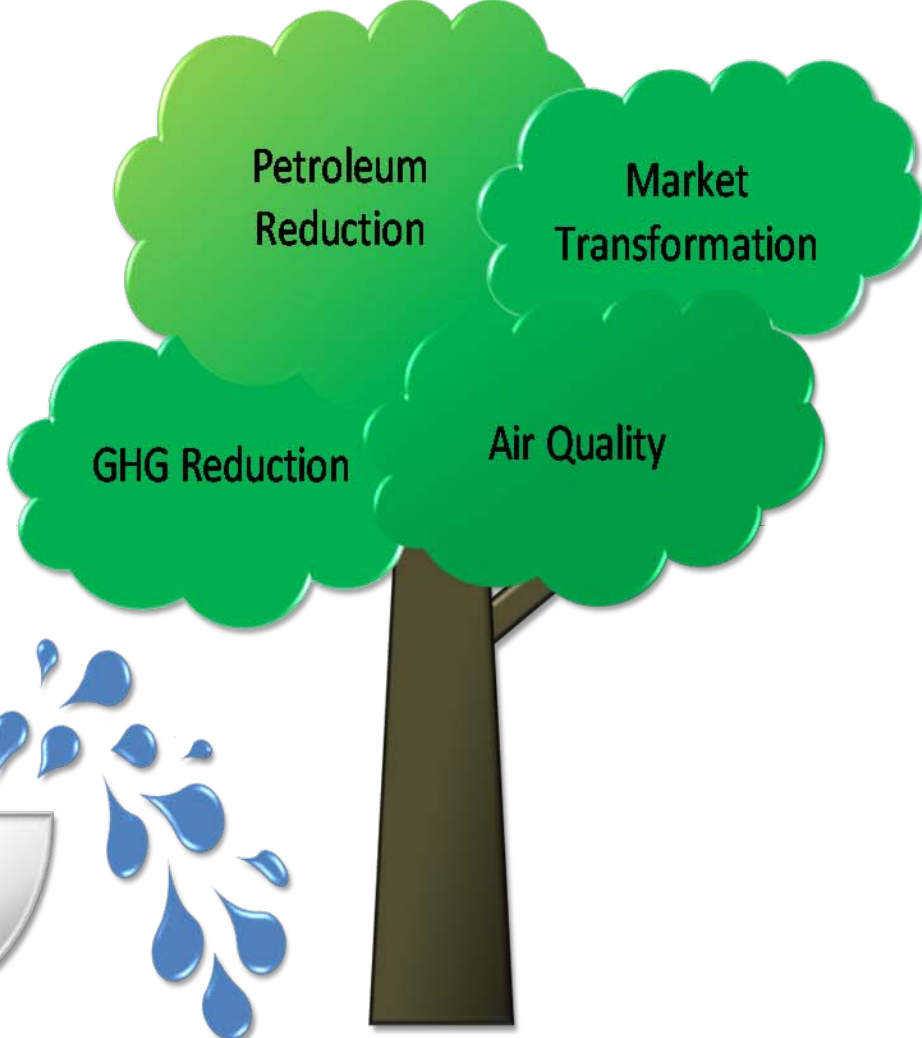 Petroleum
Reduction
Market
Transformation
GHG Reduction
Air Quality